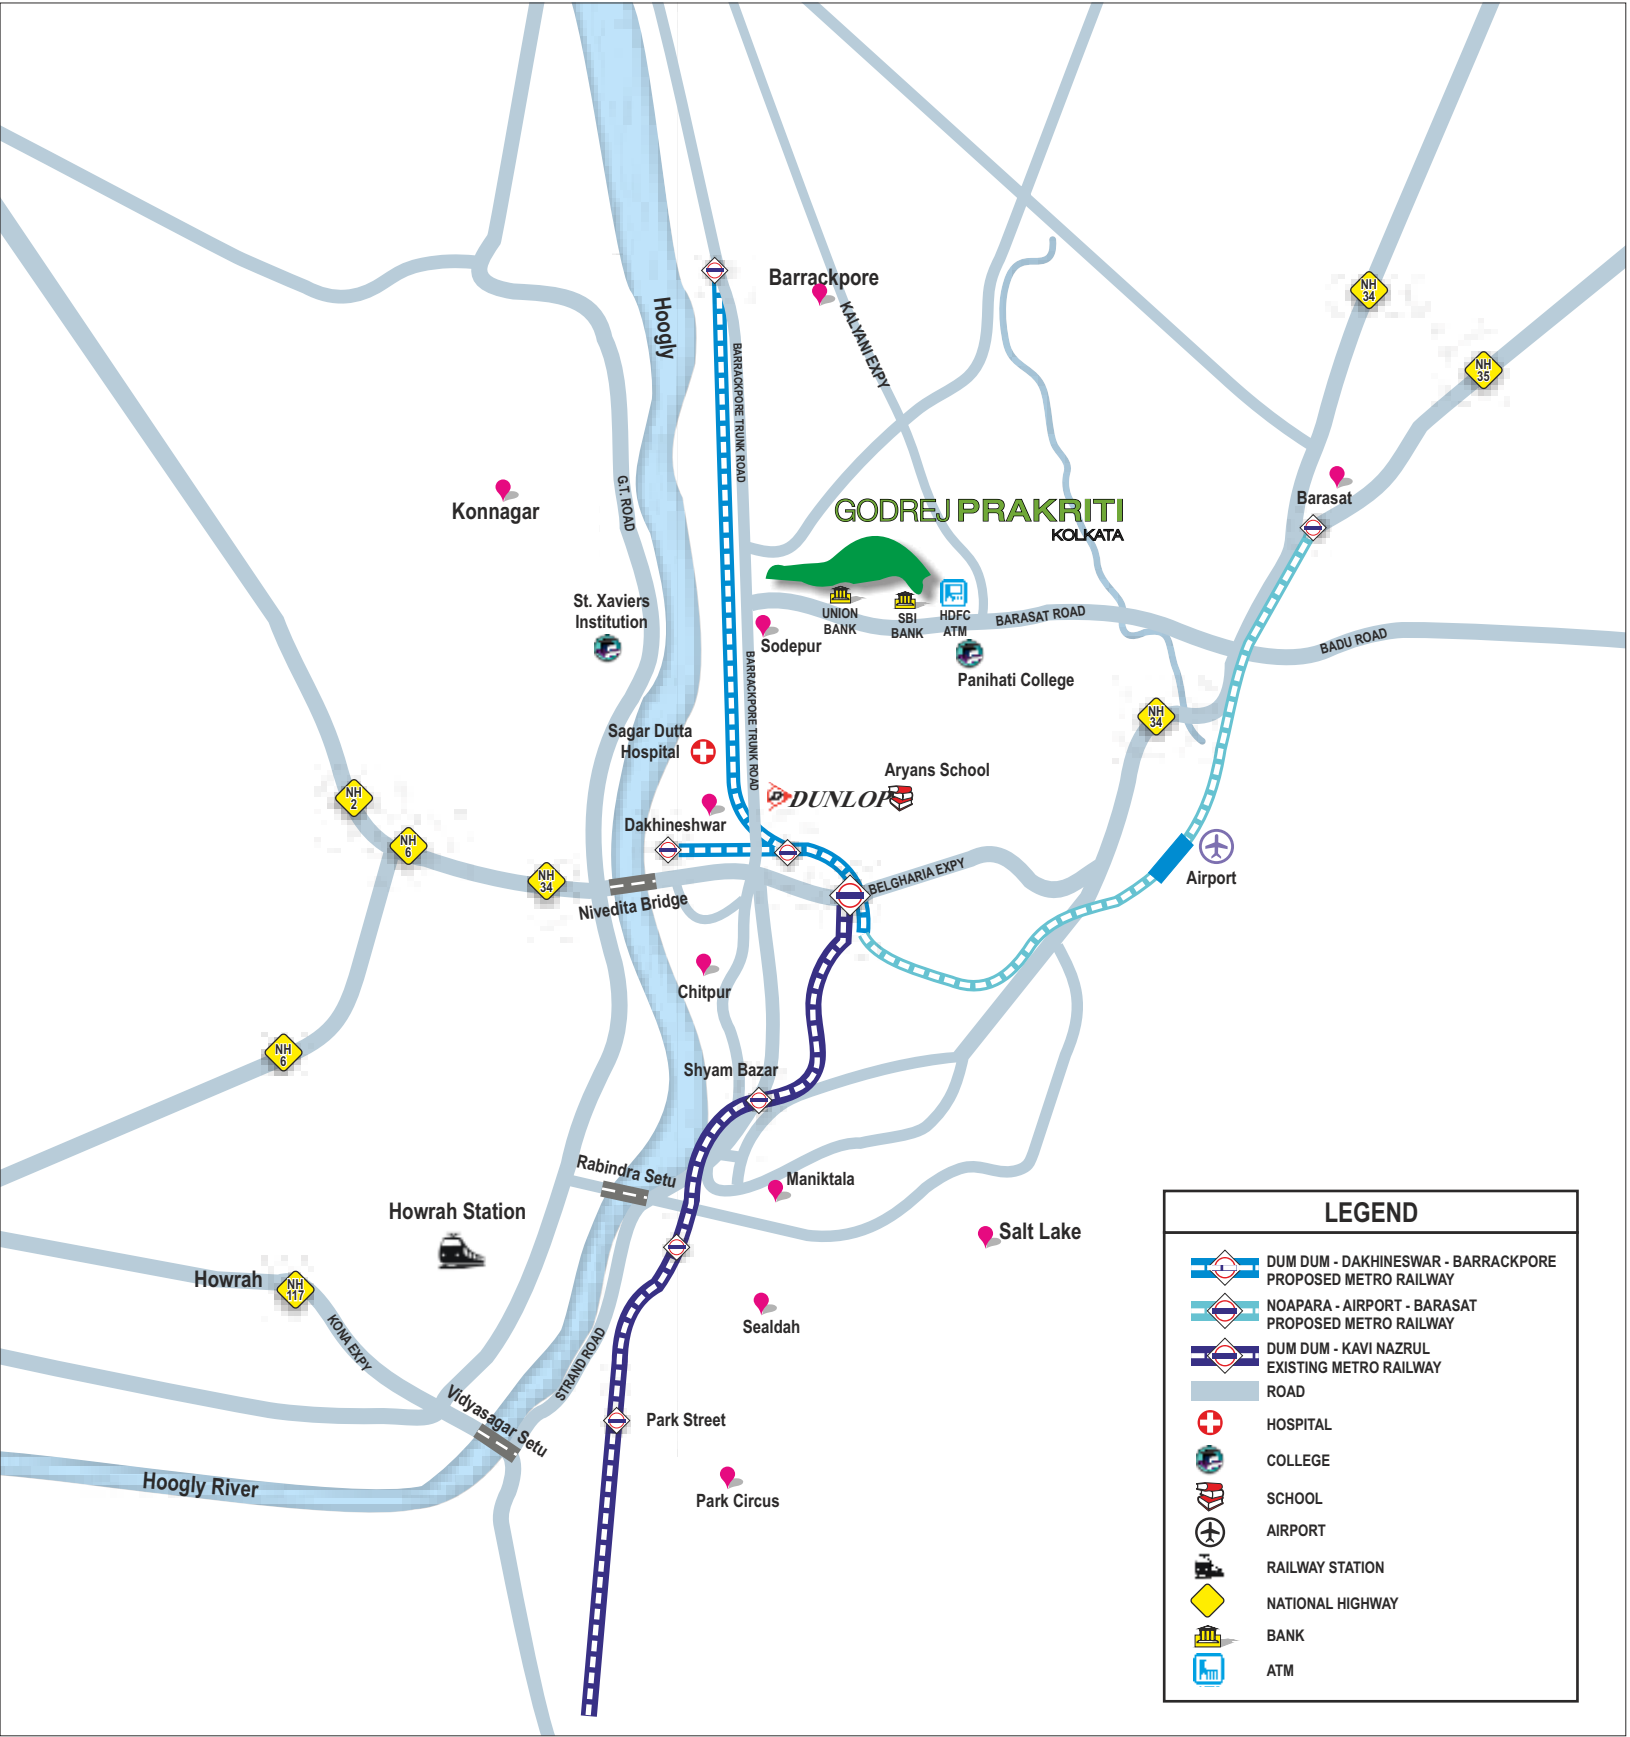 Hoogly
Barrackpore
KALYANI EXPY
BARRACKPORE TRUNK ROAD
NH
34
NH
35
Konnagar
G.T. ROAD
GODREJ PRAKRITI
KOLKATA
Barasat
St. Xaviers
Institution
UNION
BANK
SBI
BANK
HDFC
ATM
BARASAT ROAD
BADU ROAD
Sodepur
Panihati College
BARRACKPORE TRUNK ROAD
NH
34
Sagar Dutta
Hospital
Aryans School
DUNLOP
Dakhineshwar
NH
2
NH
6
NH
34
Nivedita Bridge
BELGHARIA EXPY
Airport
Chitpur
NH
6
Shyam Bazar
Rabindra Setu
Maniktala
Howrah Station
Salt Lake
Howrah
NH
117
KONA EXPY
STRAND ROAD
Sealdah
Vidyasagar Setu
Park Street
Hoogly River
Park Circus
LEGEND
DUM DUM - DAKHINESWAR - BARRACKPORE
PROPOSED METRO RAILWAY
NOAPARA - AIRPORT - BARASAT
PROPOSED METRO RAILWAY
DUM DUM - KAVI NAZRUL
EXISTING METRO RAILWAY
ROAD
HOSPITAL
COLLEGE
SCHOOL
AIRPORT
RAILWAY STATION
NATIONAL HIGHWAY
BANK
ATM